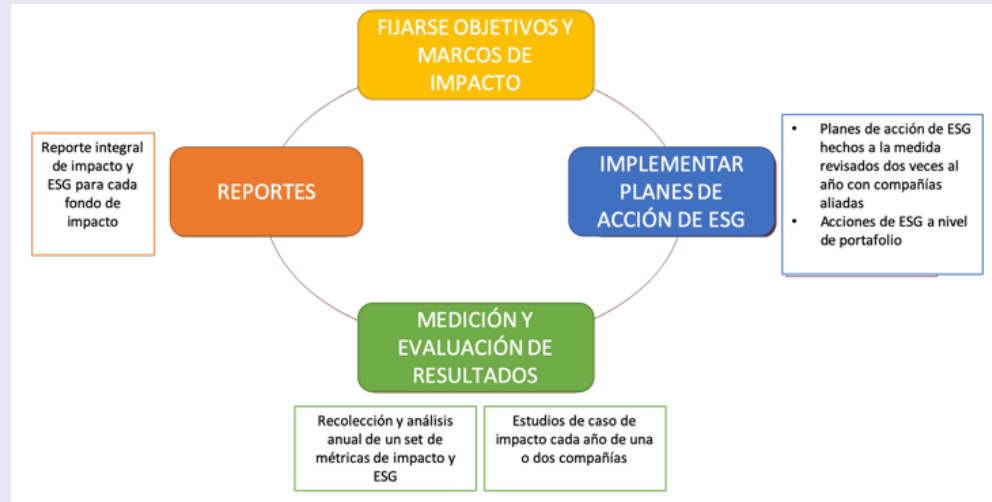 FIJARSE OBJETIVOS Y
MARCOS DE
IMPACTO
Reporte integral
de impacto y
ESG para cada
fondo de
impacto
REPORTES
IMPLEMENTAR
PLANES DE
ACCIÓN DE ESG
• Planes de acción de ESG
hechos a la medida
revisados dos veces al
año con compañías
aliadas
• Acciones de ESG a nivel
de portafolio
MEDICIÓN Y
EVALUACIÓN DE
RESULTADOS
Recolección y análisis
anual de un set de
métricas de impacto y
ESG
Estudios de caso de
impacto cada año de una
o dos compañías